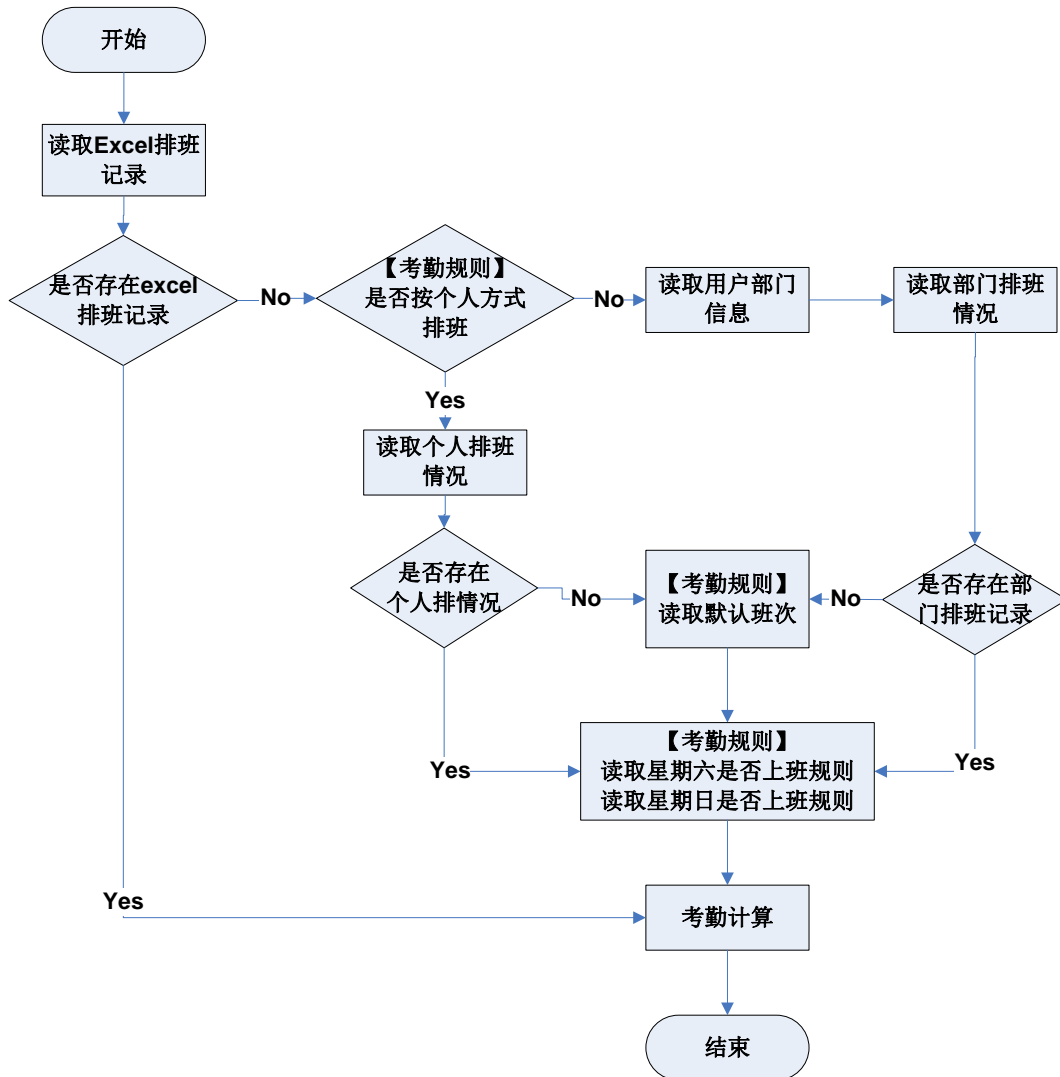 开始
读取Excel排班
记录
是否存在excel
排班记录
No
【考勤规则】
是否按个人方式
排班
No
读取用户部门
信息
读取部门排班
情况
Yes
读取个人排班
情况
是否存在
个人排情况
No
【考勤规则】
读取默认班次
No
是否存在部
门排班记录
Yes
【考勤规则】
读取星期六是否上班规则
读取星期日是否上班规则
Yes
Yes
考勤计算
结束